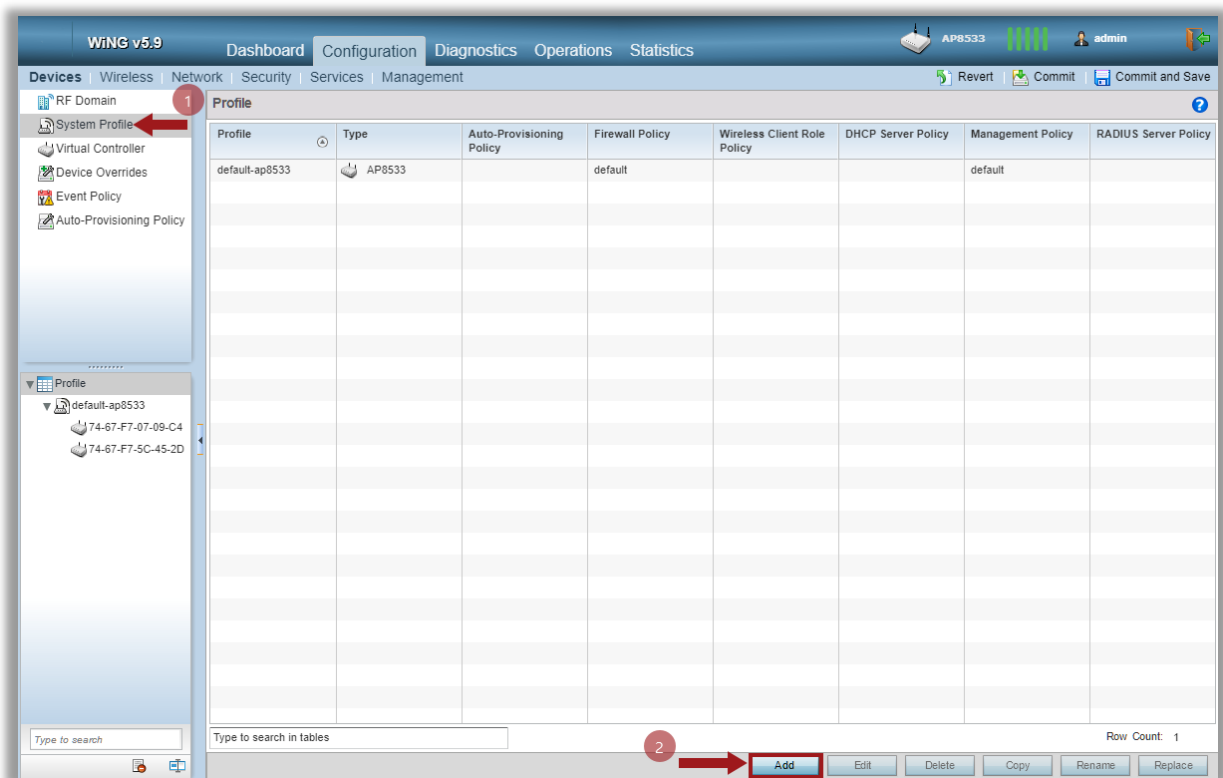 WiNG v5.9
Dashboard Configuration Diagnostics Operations Statistics
AP8533
admin
Devices Wireless Network Security Services Management
Revert Commit Commit and Save
RF Domain
System Profile
Virtual Controller
Device Overrides
Event Policy
Auto-Provisioning Policy
1
Profile
Profile Type Auto-Provisioning Policy Firewall Policy Wireless Client Role Policy DHCP Server Policy Management Policy RADIUS Server Policy
default-ap8533 AP8533 default default
Profile
default-ap8533
74-67-F7-07-09-C4
74-67-F7-5C-45-2D
Type to search
Type to search in tables
Row Count: 1
2
Add Edit Delete Copy Rename Replace